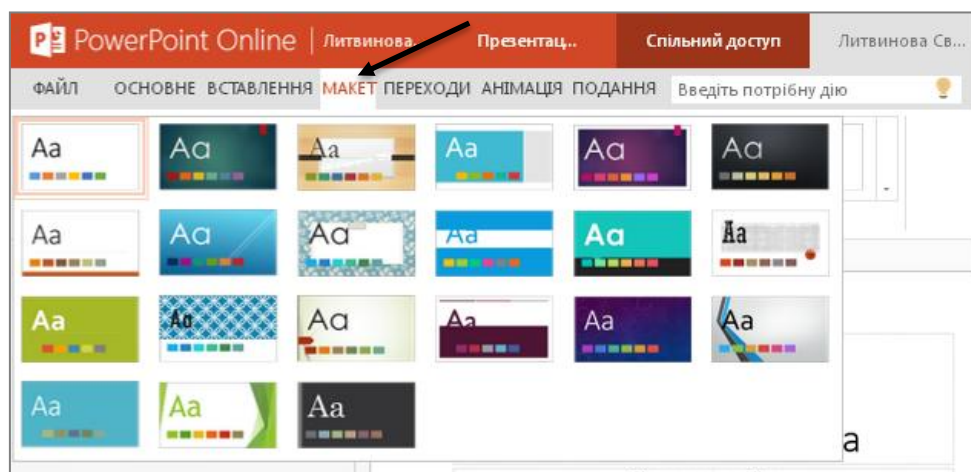 PowerPoint Online | Литвинова. Презентац... Спільний доступ Литвинова Св...
ФАЙЛ ОСНОВНЕ ВСТАВЛЕННЯ МАКЕТ ПЕРЕХОДИ АНІМАЦІЯ ПОДАННЯ Введіть потрібну дію
Aa Aa Aa Aa Aa Aa
Aa Aa Aa Aa Aa Aa
Aa Aa Aa Aa Aa Aa
Aa Aa Aa
а